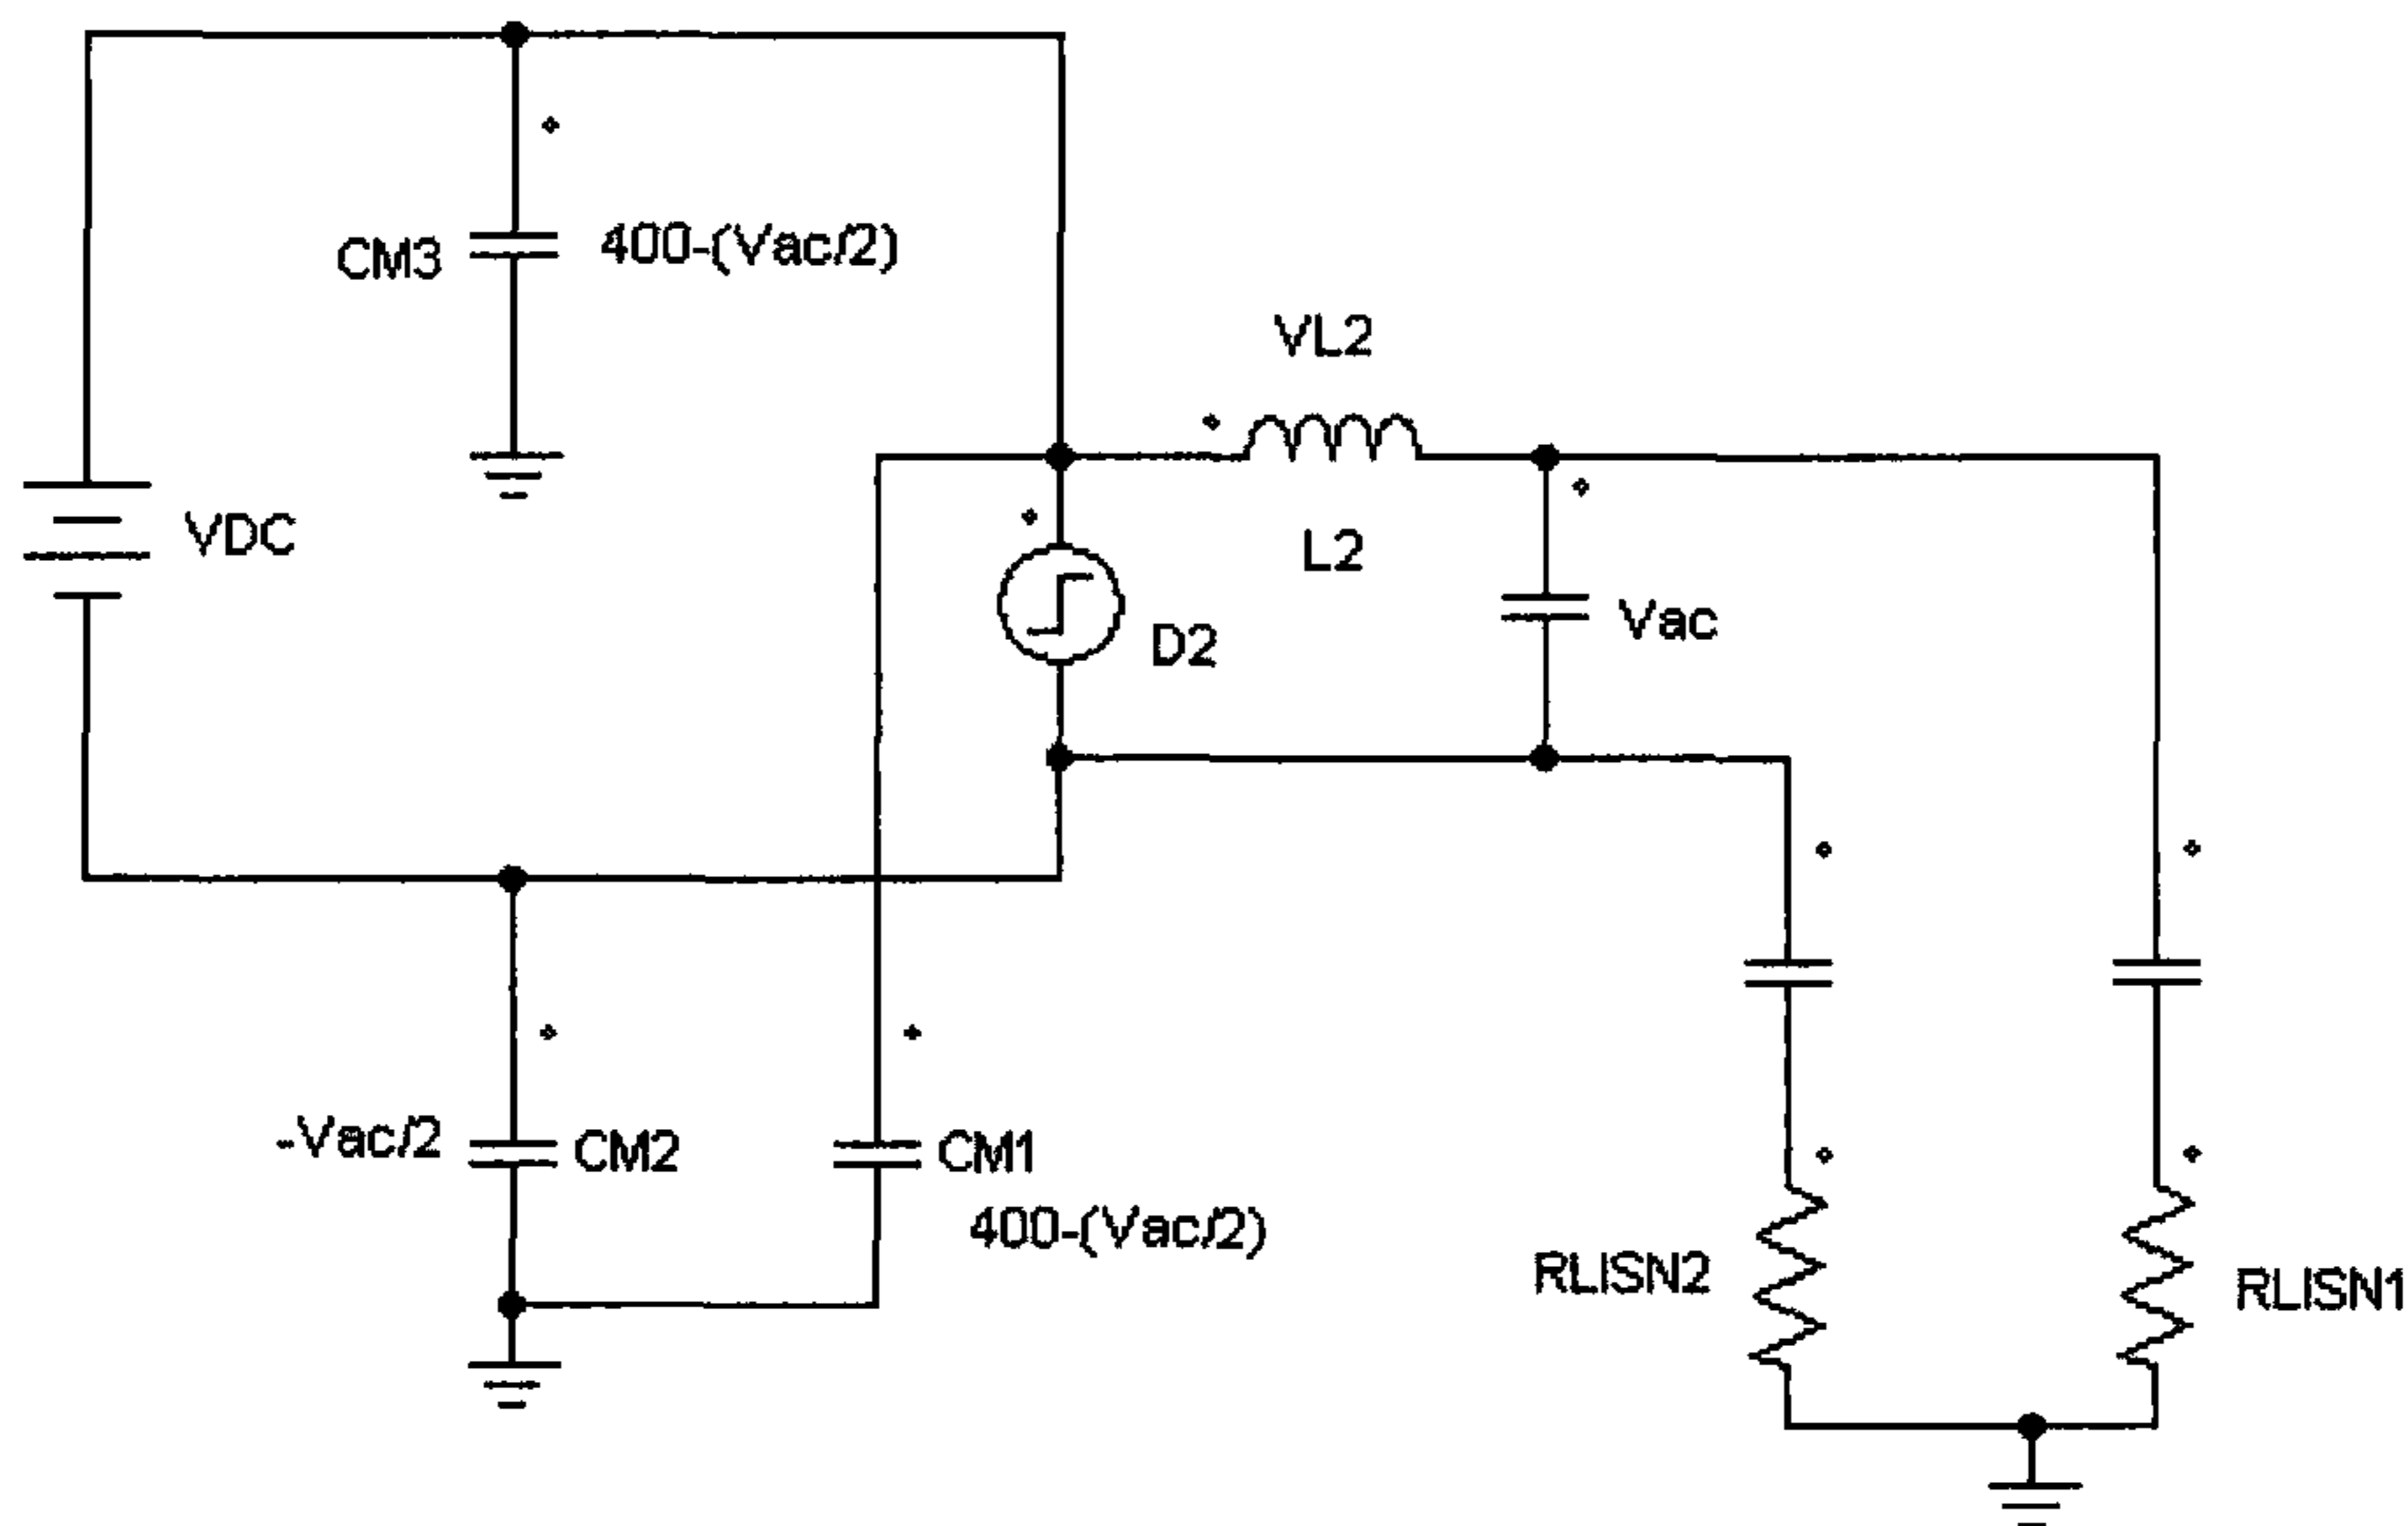 CM3
400-(Vac/2)
VL2
VDC
L2
D2
Vac
-Vac/2
CM2
CM1
400-(Vac/2)
RLISN2
RLISN1